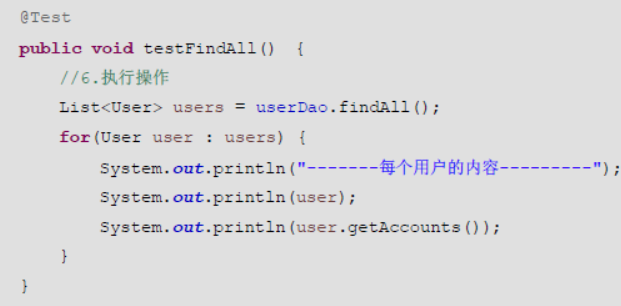 @Test
public void testFindAll() {
//6.执行操作
List<User> users = userDao.findAll();
for(User user : users) {
System.out.println("-------每个用户的内容---------");
System.out.println(user);
System.out.println(user.getAccounts());
}
}